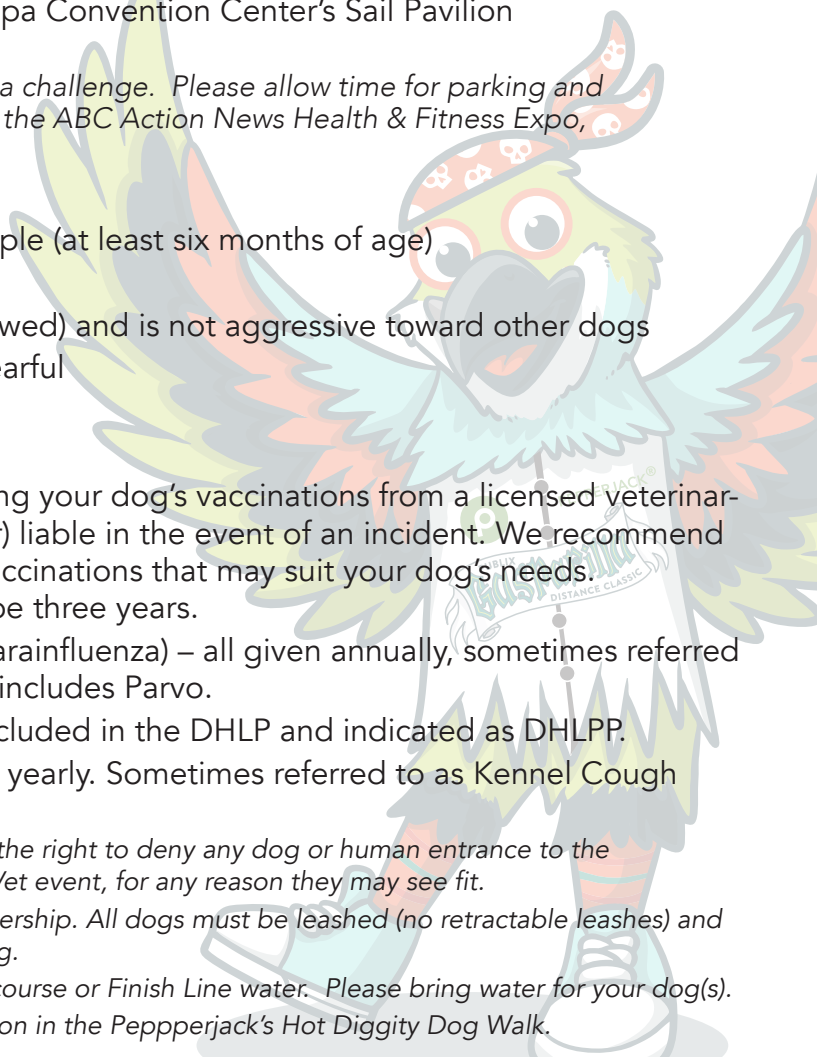 pa Convention Center's Sail Pavilion
a challenge. Please allow time for parking and
the ABC Action News Health & Fitness Expo,
ple (at least six months of age)
wed) and is not aggressive toward other dogs
earful
ng your dog's vaccinations from a licensed veterinar-
r) liable in the event of an incident. We recommend
ccinations that may suit your dog's needs.
be three years.
arainfluenza) – all given annually, sometimes referred
includes Parvo.
cluded in the DHLP and indicated as DHLPP.
yearly. Sometimes referred to as Kennel Cough
the right to deny any dog or human entrance to the
Vet event, for any reason they may see fit.
ership. All dogs must be leashed (no retractable leashes) and
g.
course or Finish Line water. Please bring water for your dog(s).
on in the Peppperjack's Hot Diggity Dog Walk.
ERJACK®
PUBLIX
Gasparilla
DISTANCE CLASSIC